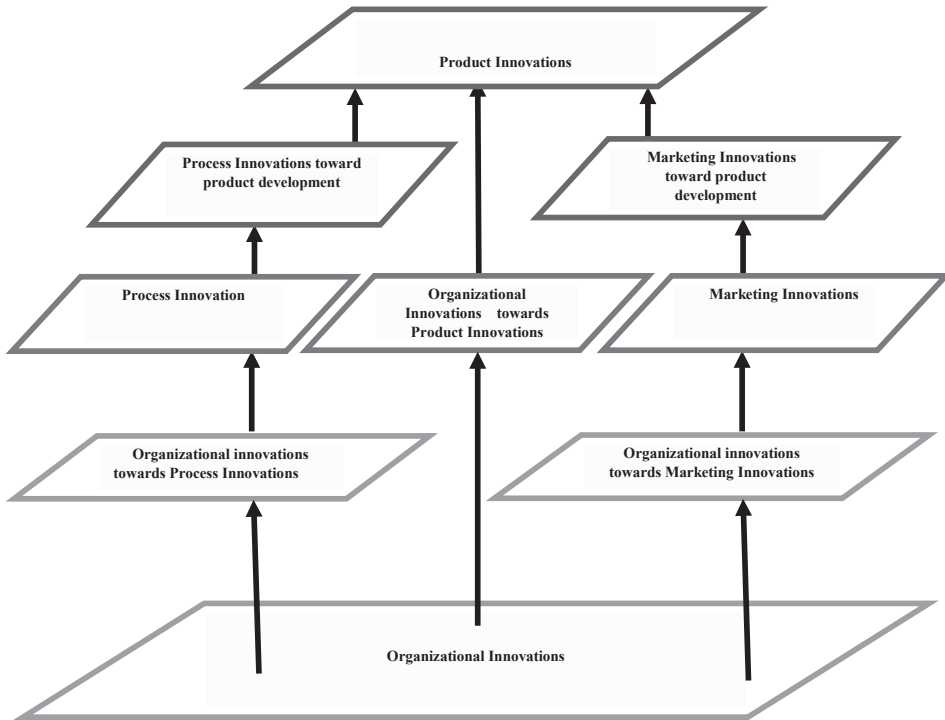 Product Innovations
Process Innovations toward
product development
Marketing Innovations
toward product
development
Process Innovation
Organizational
Innovations towards
Product Innovations
Marketing Innovations
Organizational innovations
towards Process Innovations
Organizational innovations
towards Marketing Innovations
Organizational Innovations